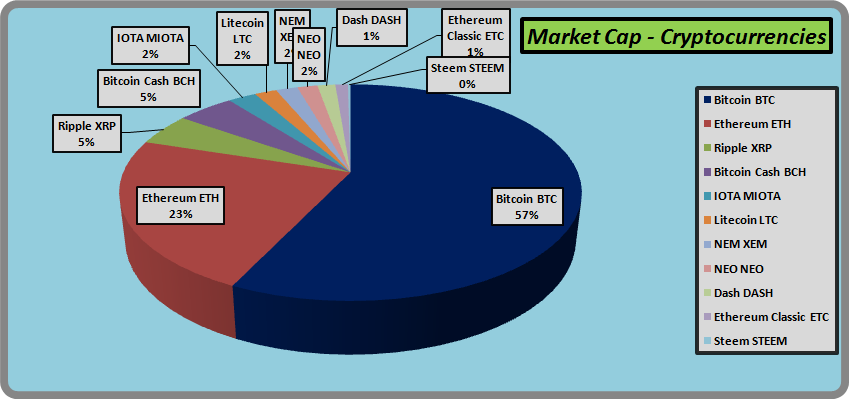 Market Cap - Cryptocurrencies
Dash DASH
1%
Ethereum
Classic ETC
1%
Litecoin
LTC
2%
NEM
XEM
2%
NEO
NEO
2%
IOTA MIOTA
2%
Steem STEEM
0%
Bitcoin Cash BCH
5%
Ripple XRP
5%
Ethereum ETH
23%
Bitcoin BTC
57%
Bitcoin BTC
Ethereum ETH
Ripple XRP
Bitcoin Cash BCH
IOTA MIOTA
Litecoin LTC
NEM XEM
NEO NEO
Dash DASH
Ethereum Classic ETC
Steem STEEM